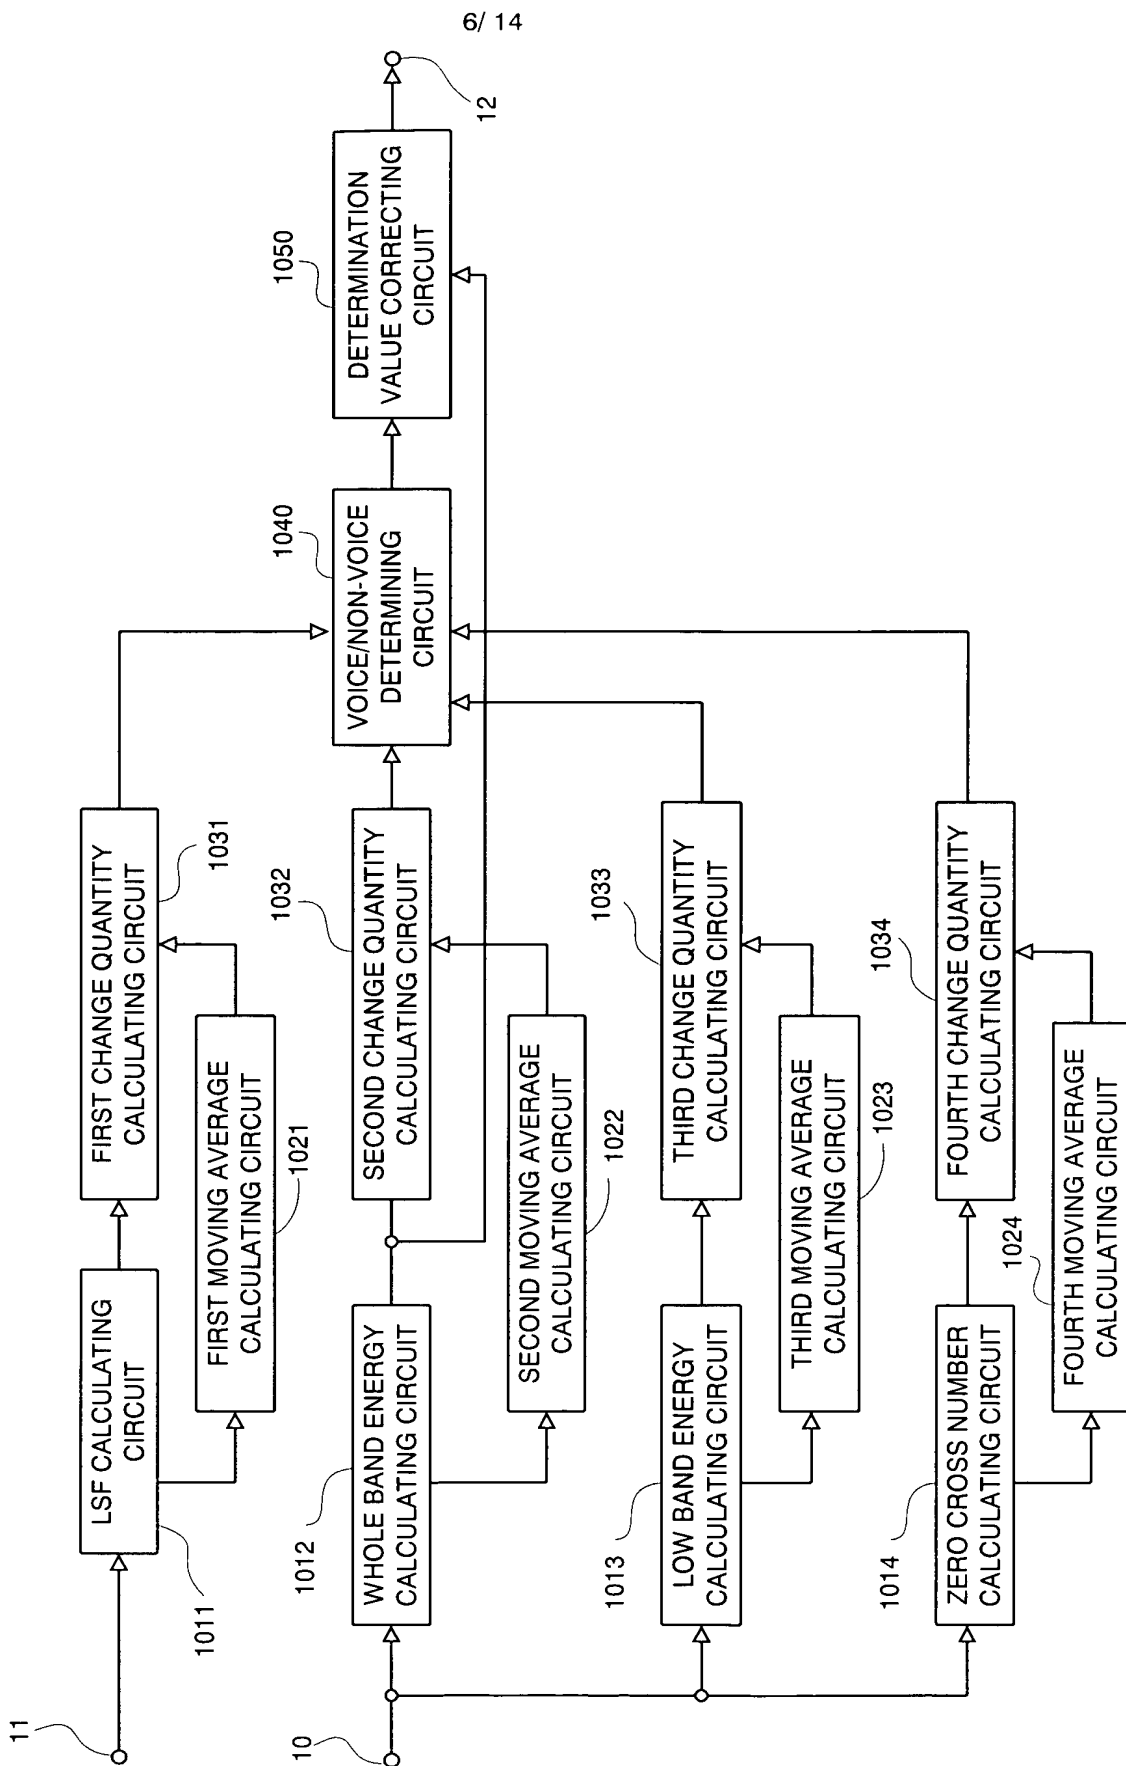 6/ 14
11
LSF CALCULATING
CIRCUIT
1011
FIRST MOVING AVERAGE
CALCULATING CIRCUIT
1021
FIRST CHANGE QUANTITY
CALCULATING CIRCUIT
1031
10
1012
WHOLE BAND ENERGY
CALCULATING CIRCUIT
SECOND MOVING AVERAGE
CALCULATING CIRCUIT
1022
1032
SECOND CHANGE QUANTITY
CALCULATING CIRCUIT
1040
VOICE/NON-VOICE
DETERMINING
CIRCUIT
1050
DETERMINATION
VALUE CORRECTING
CIRCUIT
12
1013
LOW BAND ENERGY
CALCULATING CIRCUIT
THIRD MOVING AVERAGE
CALCULATING CIRCUIT
1023
1033
THIRD CHANGE QUANTITY
CALCULATING CIRCUIT
1014
ZERO CROSS NUMBER
CALCULATING CIRCUIT
1024
FOURTH MOVING AVERAGE
CALCULATING CIRCUIT
1034
FOURTH CHANGE QUANTITY
CALCULATING CIRCUIT